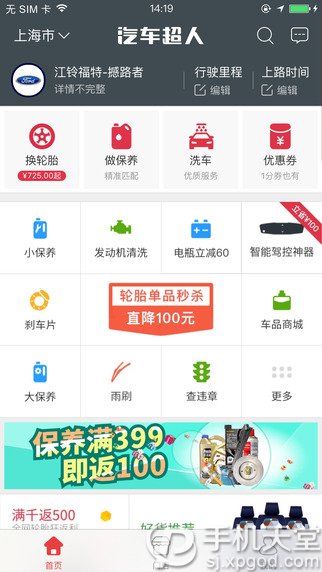 无 SIM 卡
14:19
上海市
汽车超人
江铃福特-撼路者
详情不完整
行驶里程
编辑
上路时间
编辑
换轮胎
¥725.00起
做保养
精准匹配
洗车
优质服务
优惠券
1分券也有
小保养
发动机清洗
电瓶立减60
立省¥100
智能驾控神器
刹车片
轮胎单品秒杀
直降100元
车品商城
大保养
雨刷
查违章
更多
保养满399
即返100
满千返500
全网轮胎狂返利
好货推荐
首页
手机天堂
sj.xpgod.com